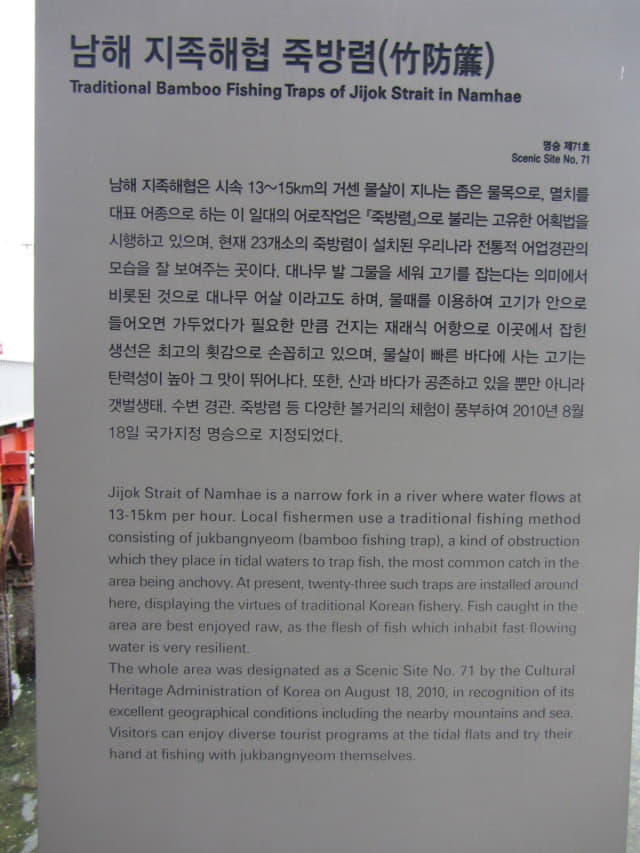 남해 지족해협 죽방렴(竹防簾)
Traditional Bamboo Fishing Traps of Jijok Strait in Namhae
명승 제71호
Scenic Site No. 71
남해 지족해협은 시속 13~15km의 거센 물살이 지나는 좁은 물목으로, 멸치를
대표 어종으로 하는 이 일대의 어로작업은 『죽방렴』으로 불리는 고유한 어획법을
시행하고 있으며, 현재 23개소의 죽방렴이 설치된 우리나라 전통적 어업경관의
모습을 잘 보여주는 곳이다. 대나무 발 그물을 세워 고기를 잡는다는 의미에서
비롯된 것으로 대나무 어살 이라고도 하며, 물때를 이용하여 고기가 안으로
들어오면 가두었다가 필요한 만큼 건지는 재래식 어항으로 이곳에서 잡힌
생선은 최고의 횟감으로 손꼽히고 있으며, 물살이 빠른 바다에 사는 고기는
탄력성이 높아 그 맛이 뛰어나다. 또한, 산과 바다가 공존하고 있을 뿐만 아니라
갯벌생태, 수변 경관, 죽방렴 등 다양한 볼거리의 체험이 풍부하여 2010년 8월
18일 국가지정 명승으로 지정되었다.
Jijok Strait of Namhae is a narrow fork in a river where water flows at
13-15km per hour. Local fishermen use a traditional fishing method
consisting of jukbangnyeom (bamboo fishing trap), a kind of obstruction
which they place in tidal waters to trap fish, the most common catch in the
area being anchovy. At present, twenty-three such traps are installed around
here, displaying the virtues of traditional Korean fishery. Fish caught in the
area are best enjoyed raw, as the flesh of fish which inhabit fast-flowing
water is very resilient.
The whole area was designated as a Scenic Site No. 71 by the Cultural
Heritage Administration of Korea on August 18, 2010, in recognition of its
excellent geographical conditions including the nearby mountains and sea.
Visitors can enjoy diverse tourist programs at the tidal flats and try their
hand at fishing with jukbangnyeom themselves.